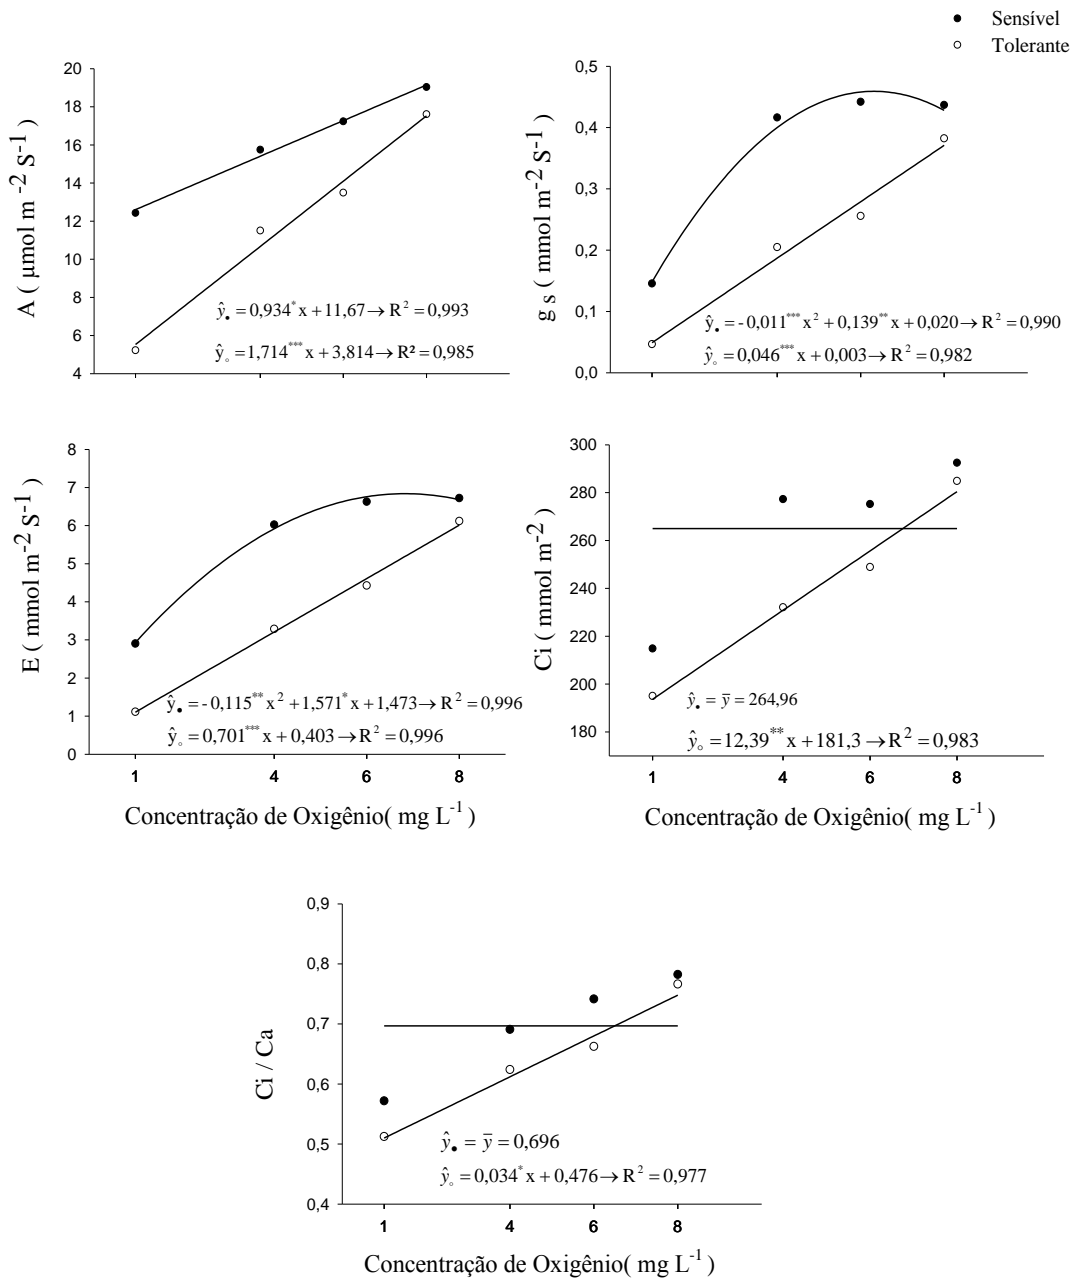 Sensível
Tolerante
20
18
16
14
12
10
8
6
4
A ( μmol m -2 S-1 )
ŷ• = 0,934* x + 11,67 → R2 = 0,993
ŷ○ = 1,714*** x + 3,814 → R² = 0,985
0,5
0,4
0,3
0,2
0,1
0,0
g s ( mmol m-2 S-1 )
ŷ• = - 0,011*** x2 + 0,139** x + 0,020 → R2 = 0,990
ŷ○ = 0,046*** x + 0,003 → R2 = 0,982
8
7
6
5
4
3
2
1
0
E ( mmol m-2 S-1 )
ŷ• = - 0,115** x2 + 1,571* x + 1,473 → R2 = 0,996
ŷ○ = 0,701*** x + 0,403 → R2 = 0,996
1 4 6 8
Concentração de Oxigênio( mg L-1 )
300
280
260
240
220
200
180
Ci ( mmol m-2 )
ŷ• = y̅ = 264,96
ŷ○ = 12,39** x + 181,3 → R2 = 0,983
1 4 6 8
Concentração de Oxigênio( mg L-1 )
0,9
0,8
0,7
0,6
0,5
0,4
Ci / Ca
ŷ• = y̅ = 0,696
ŷ○ = 0,034* x + 0,476 → R2 = 0,977
1 4 6 8
Concentração de Oxigênio( mg L-1 )